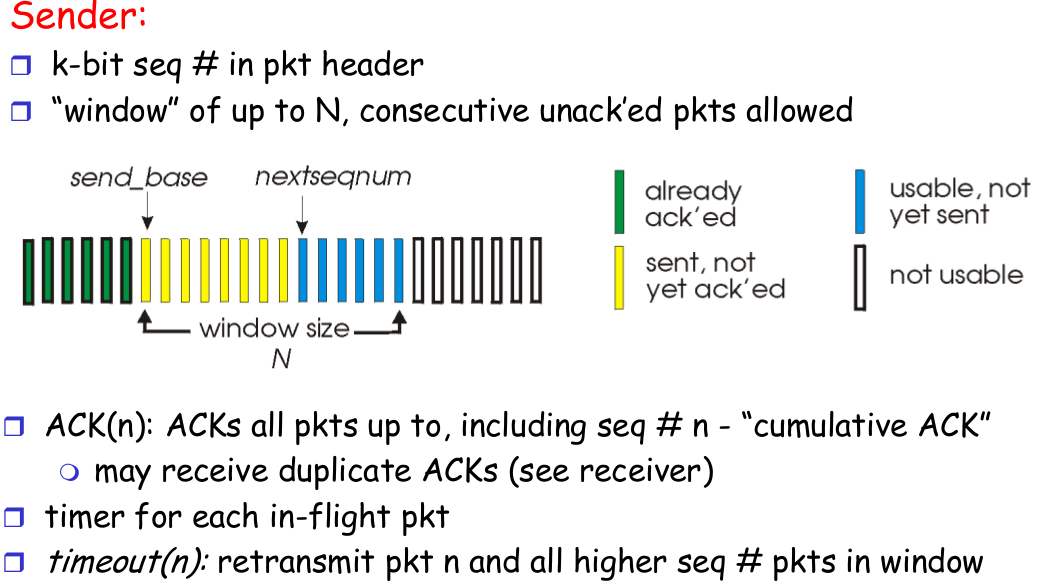 Sender:
k-bit seq # in pkt header
“window” of up to N, consecutive unack’ed pkts allowed
send_base
nextseqnum
already
ack’ed
usable, not
yet sent
sent, not
yet ack’ed
not usable
window size
N
ACK(n): ACKs all pkts up to, including seq # n - “cumulative ACK”
may receive duplicate ACKs (see receiver)
timer for each in-flight pkt
timeout(n): retransmit pkt n and all higher seq # pkts in window